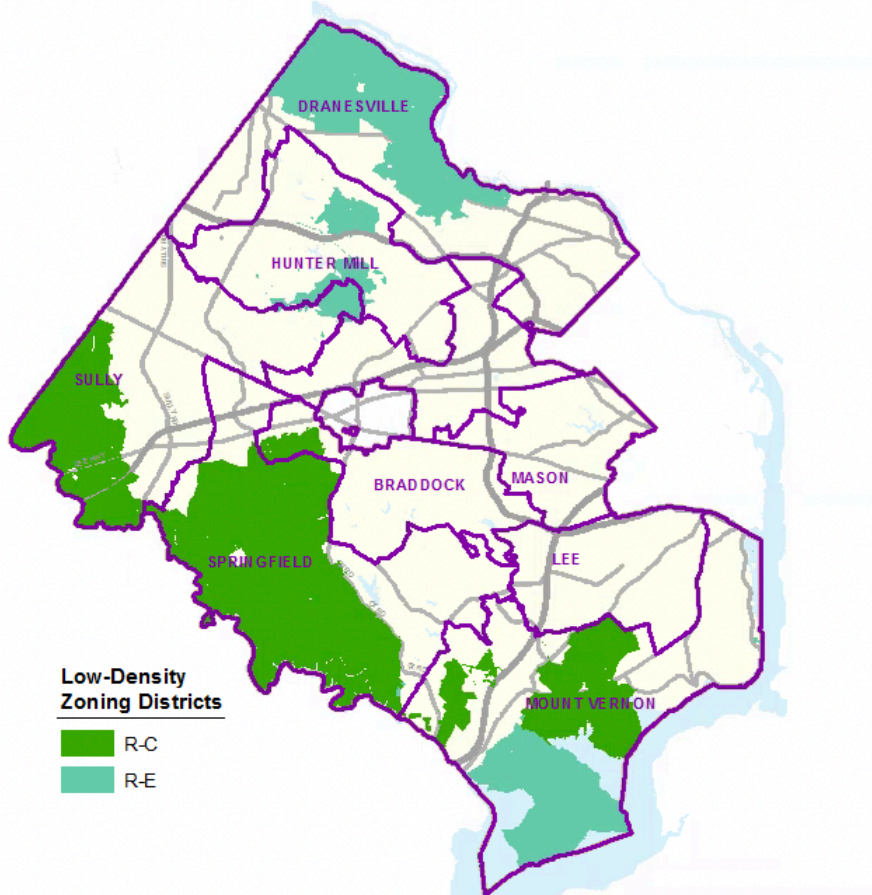 DRANESVILLE
HUNTER MILL
SULLY
BRADDOCK
MASON
SPRINGFIELD
LEE
MOUNT VERNON
Low-Density
Zoning Districts
R-C
R-E